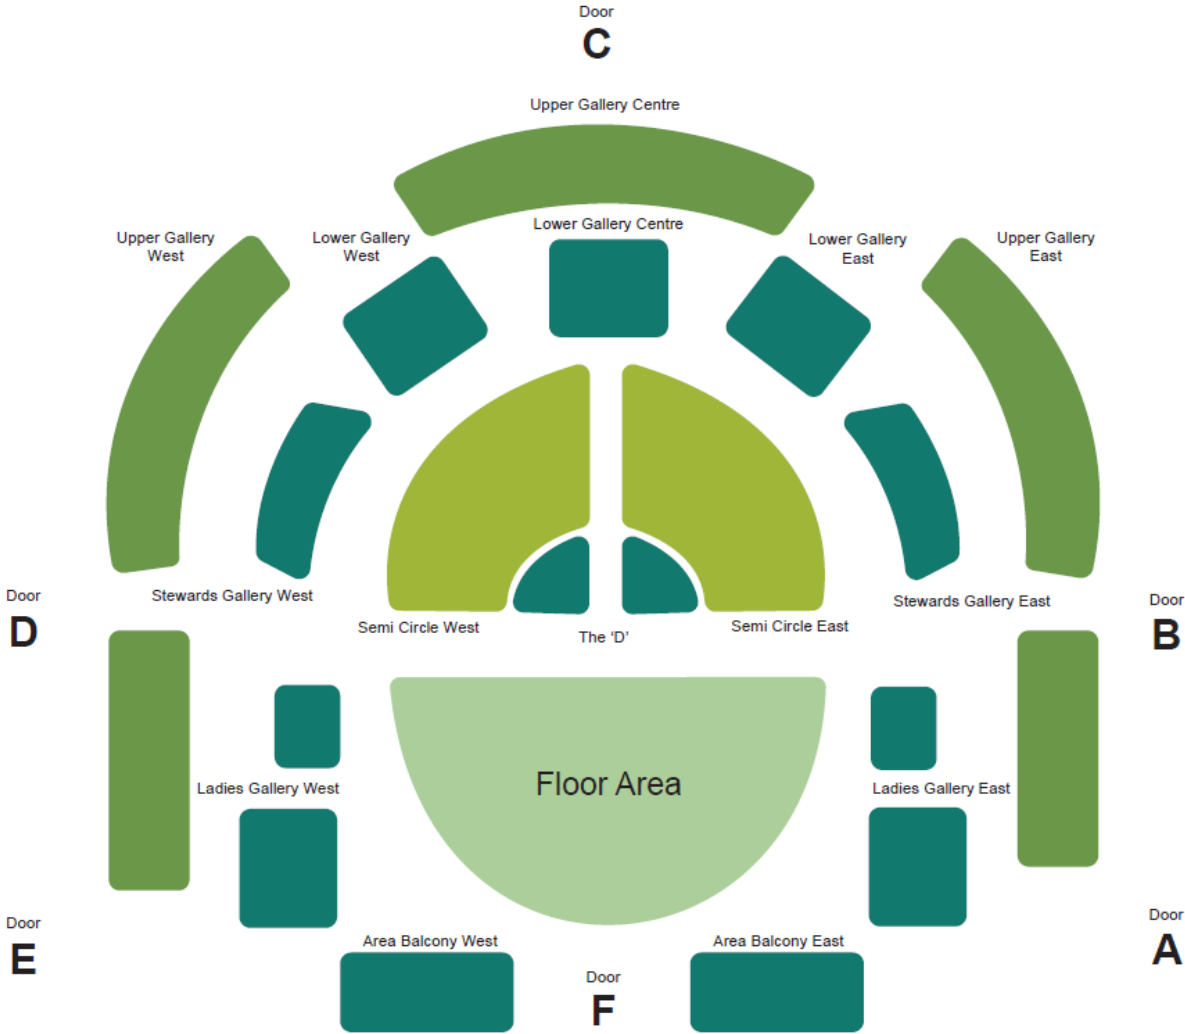 Door
C
Upper Gallery Centre
Lower Gallery Centre
Upper Gallery
West
Lower Gallery
West
Lower Gallery
East
Upper Gallery
East
Door
D
Stewards Gallery West
Stewards Gallery East
Door
B
Semi Circle West
The ‘D’
Semi Circle East
Floor Area
Ladies Gallery West
Ladies Gallery East
Door
E
Area Balcony West
Area Balcony East
Door
A
Door
F